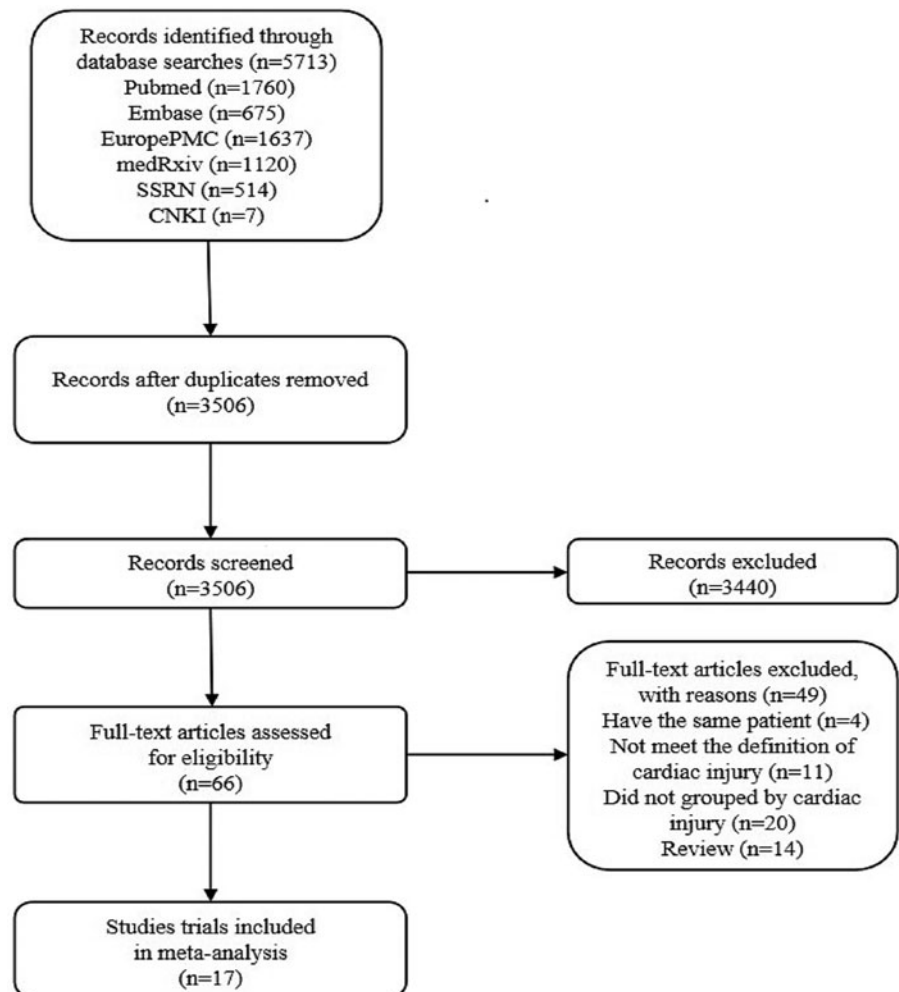 Records identified through
database searches (n=5713)
Pubmed (n=1760)
Embase (n=675)
EuropePMC (n=1637)
medRxiv (n=1120)
SSRN (n=514)
CNKI (n=7)
Records after duplicates removed
(n=3506)
Records screened
(n=3506)
Records excluded
(n=3440)
Full-text articles assessed
for eligibility
(n=66)
Full-text articles excluded,
with reasons (n=49)
Have the same patient (n=4)
Not meet the definition of
cardiac injury (n=11)
Did not grouped by cardiac
injury (n=20)
Review (n=14)
Studies trials included
in meta-analysis
(n=17)